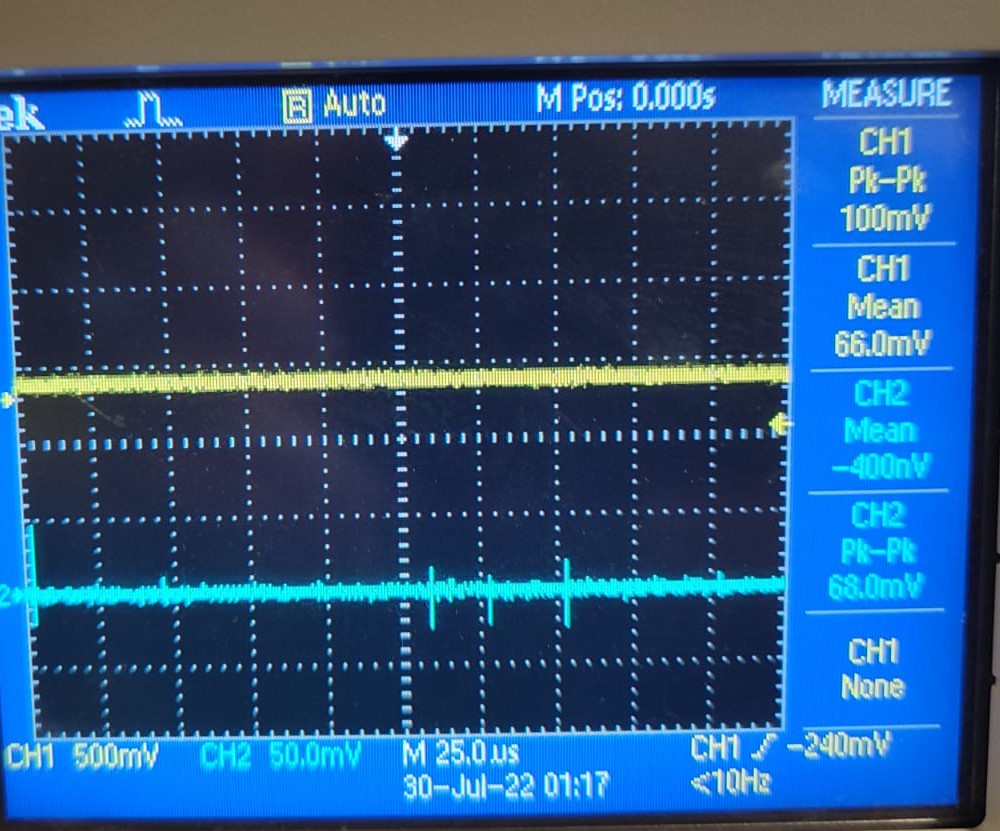 ek R Auto M Pos: 0.000s MEASURE
CH1
Pk-Pk
100mV
CH1
Mean
66.0mV
CH2
Mean
-400nV
CH2
Pk-Pk
68.0mV
CH1
None
2
CH1 500mV CH2 50.0mV M 25.0us CH1 -240mV
30-Jul-22 01:17 <10Hz